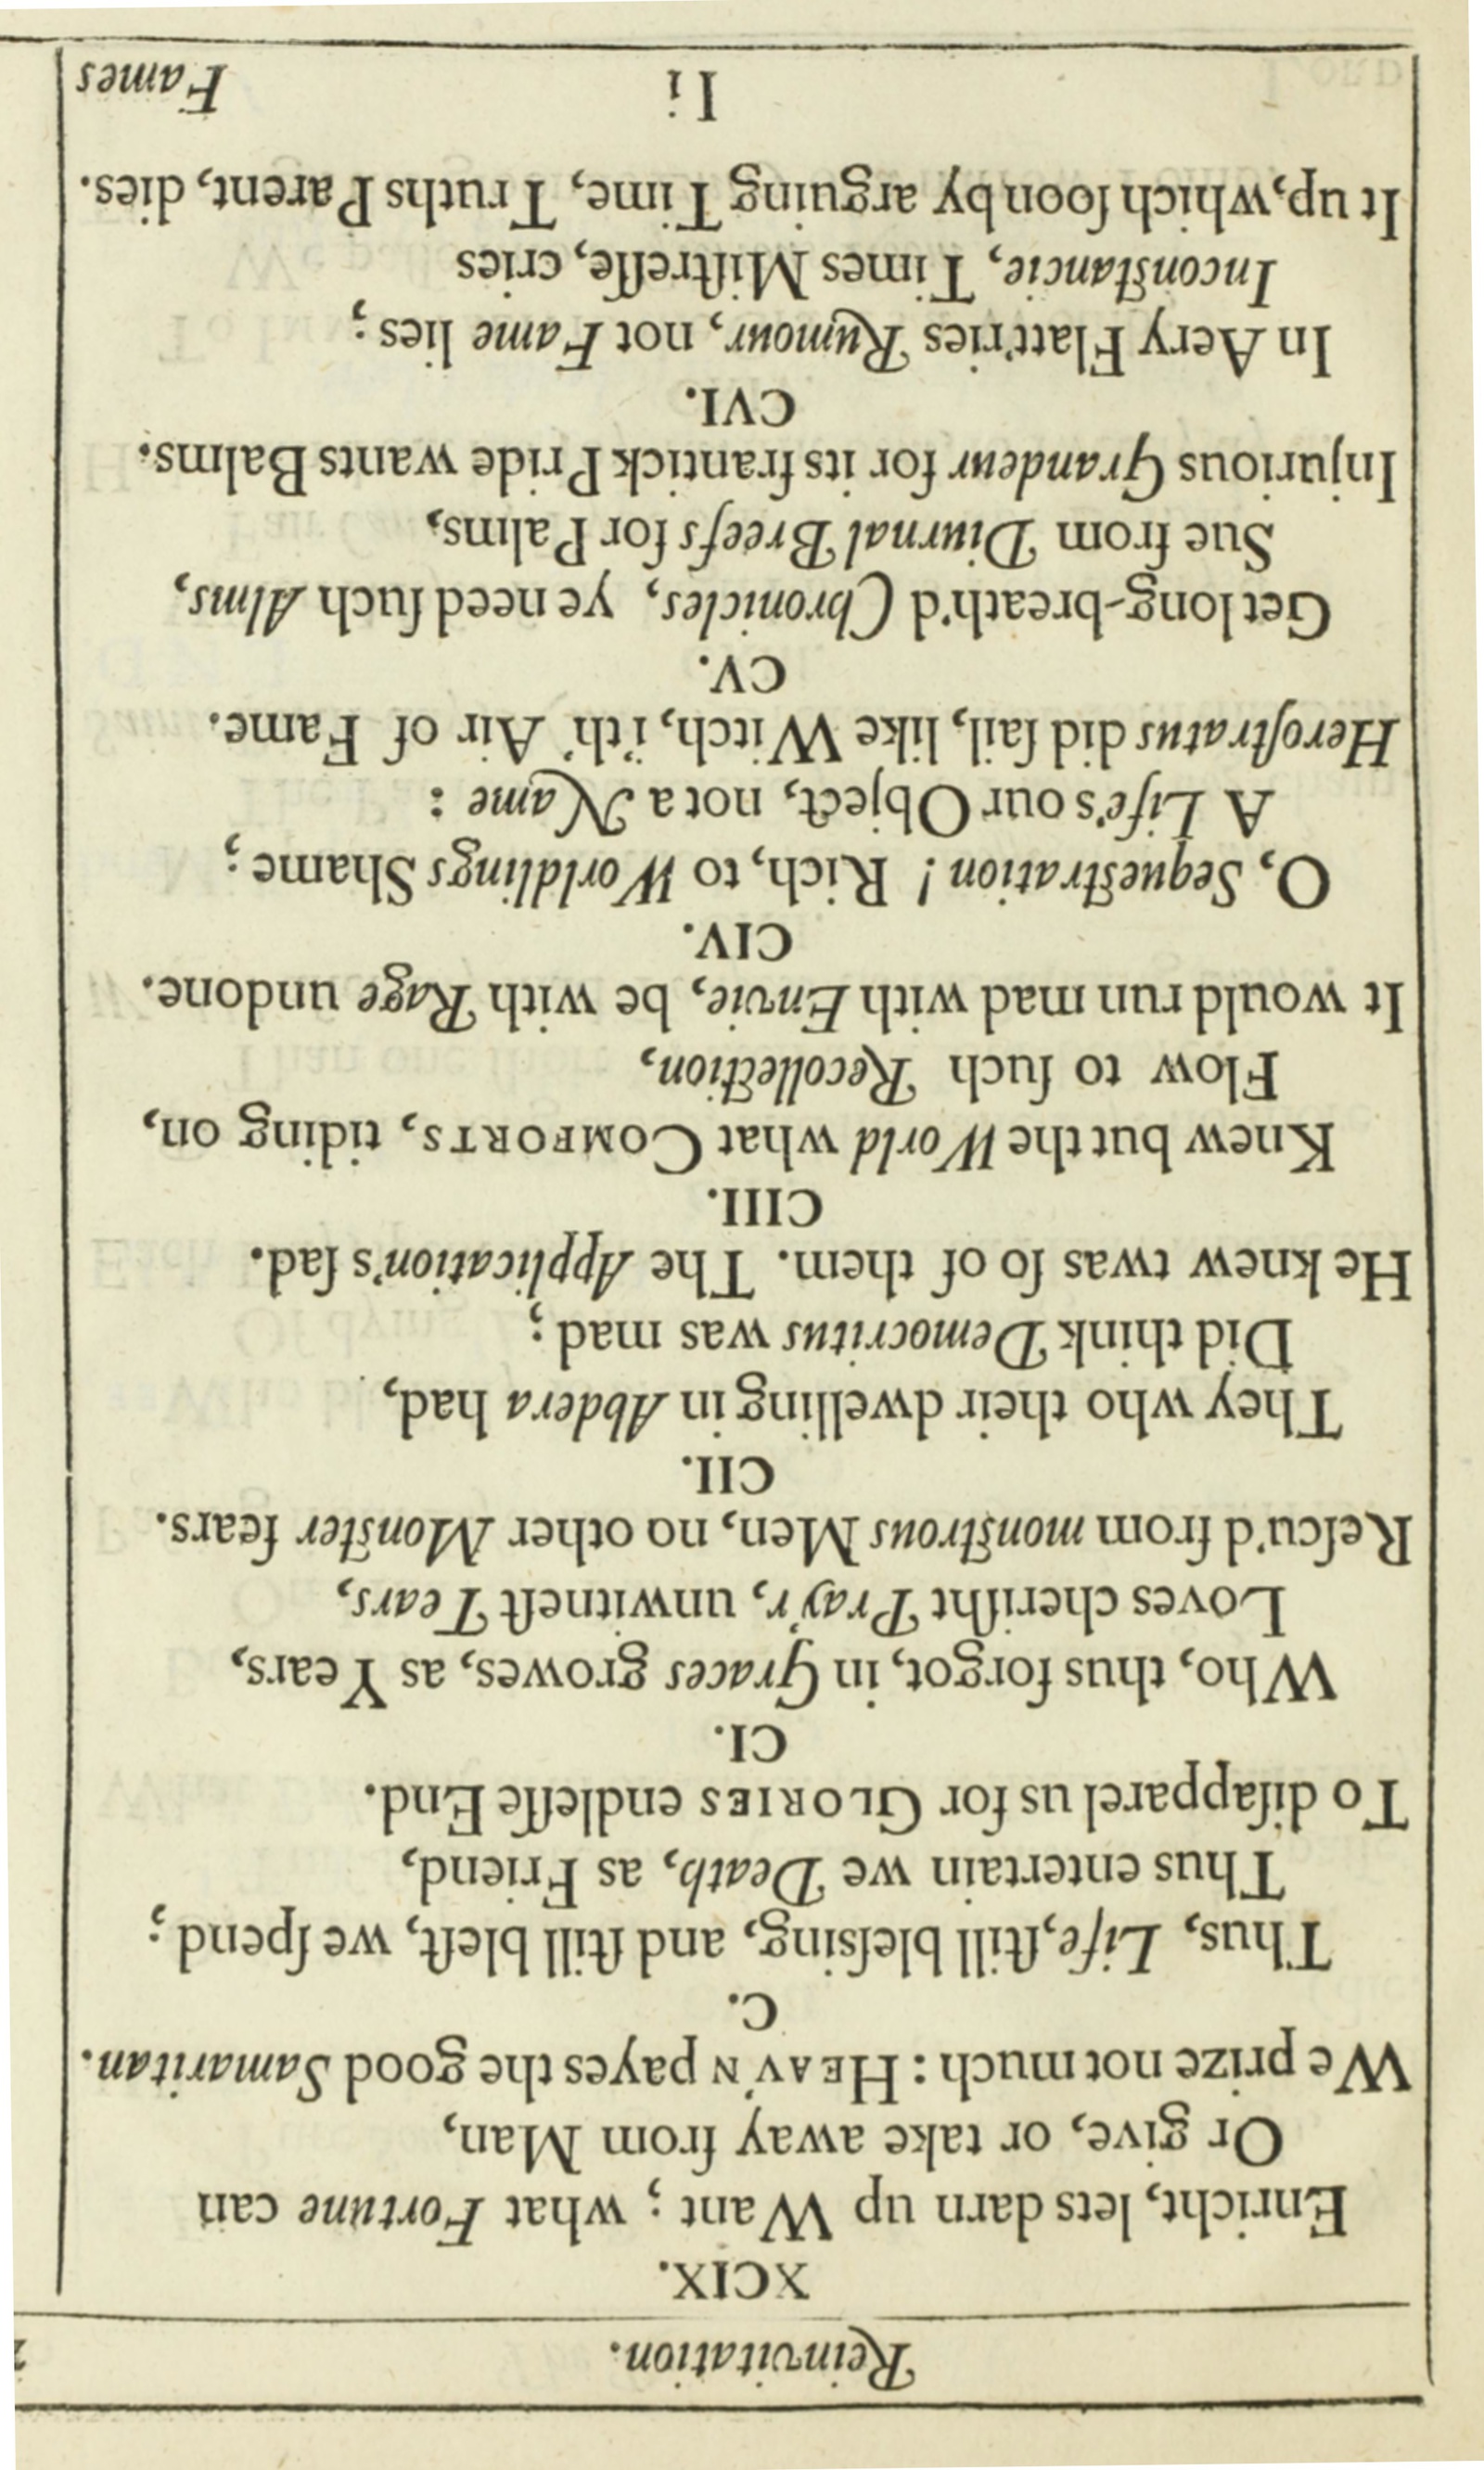 Reinvitation.
XCIX.
Enricht, lets darn up Want ; what Fortune can
Or give, or take away from Man,
We prize not much : HEAV'N payes the good Samaritan.
C.
Thus, Life, ſtill bleſsing, and ſtill bleſt, we ſpend ;
Thus entertain we Death, as Friend,
To diſapparel us for GLORIES endleſſe End.
CI.
Who, thus forgot, in Graces growes, as Years,
Loves cheriſht Pray'r, unwitneſt Tears,
Reſcu'd from monſtrous Men, no other Monſter fears.
CII.
They who their dwelling in Abdera had,
Did think Democritus was mad ;
He knew twas ſo of them. The Application's ſad.
CIII.
Knew but the World what COMFORTS, tiding on,
Flow to ſuch Recollection,
It would run mad with Envie, be with Rage undone.
CIV.
O, Sequeſtration ! Rich, to Worldlings Shame ;
A Life's our Object, not a Name :
Heroſtratus did ſail, like Witch, i'th' Air of Fame.
CV.
Get long-breath'd Chronicles, ye need ſuch Alms,
Sue from Diurnal Breefs for Palms,
Injurious Grandeur for its frantick Pride wants Balms.
CVI.
In Aery Flatt'ries Rumour, not Fame lies ;
Inconſtancie, Times Miſtreſſe, cries
It up, which ſoon by arguing Time, Truths Parent, dies.
Ii
Fames